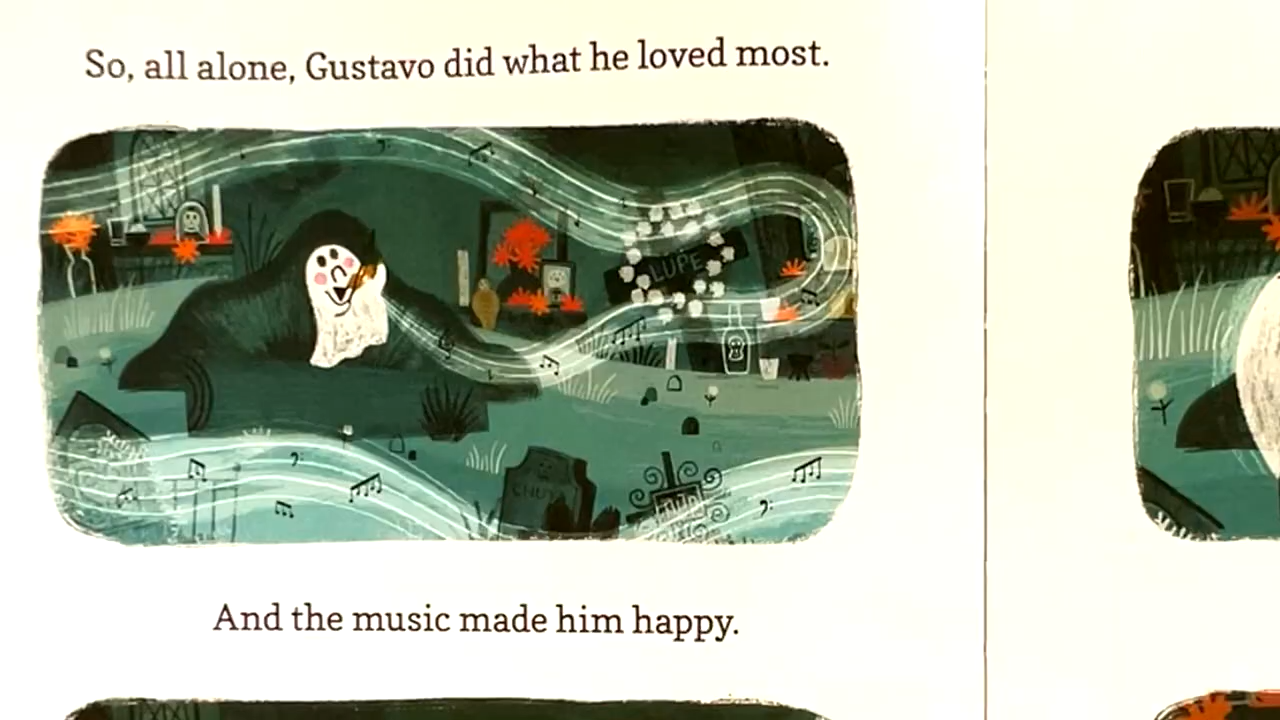 So, all alone, Gustavo did what he loved most.
LUPE
And the music made him happy.